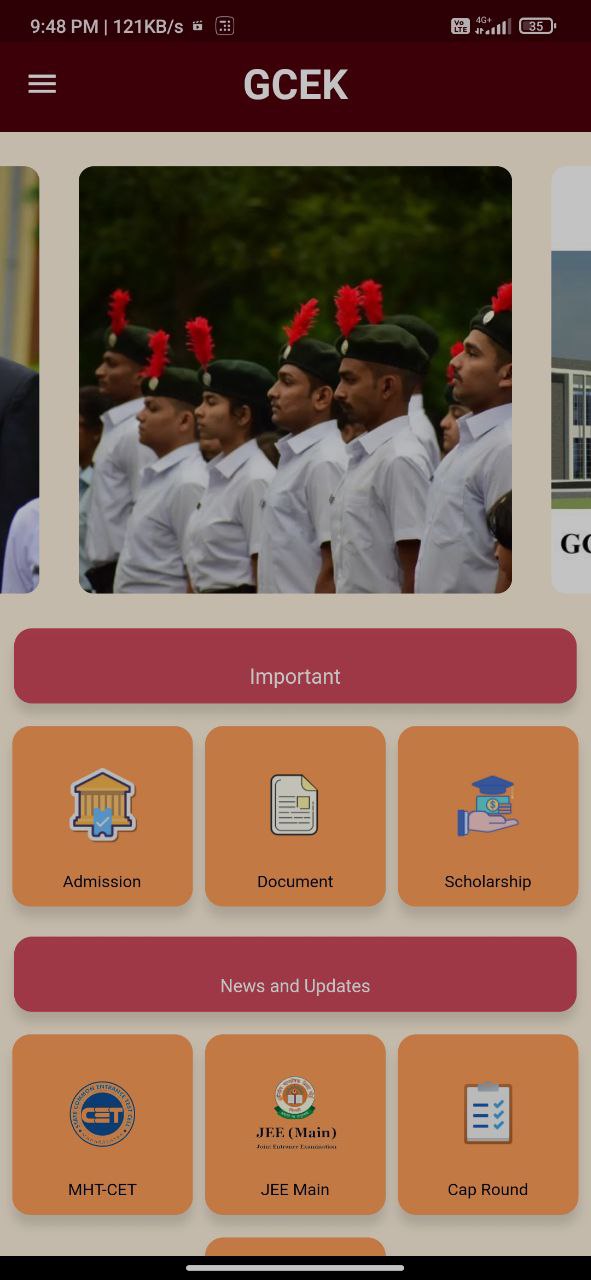 9:48 PM | 121KB/s
Vo
LTE
4G+
35
GCEK
GC
Important
Admission
Document
Scholarship
News and Updates
CET
JEE (Main)
Joint Entrance Examination
MHT-CET
JEE Main
Cap Round